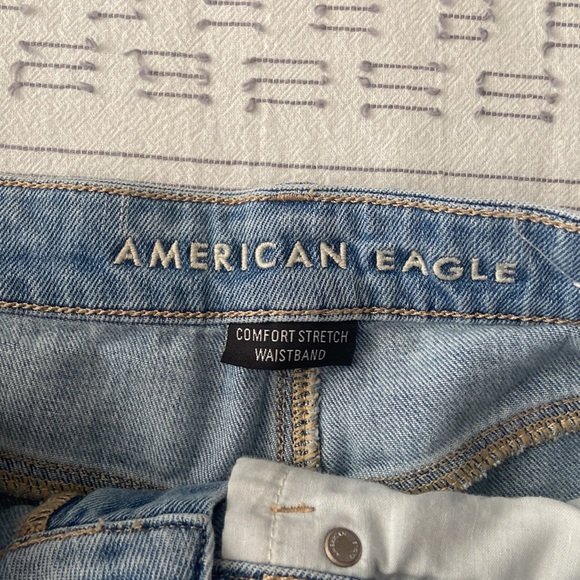 AMERICAN EAGLE
COMFORT STRETCH
WAISTBAND